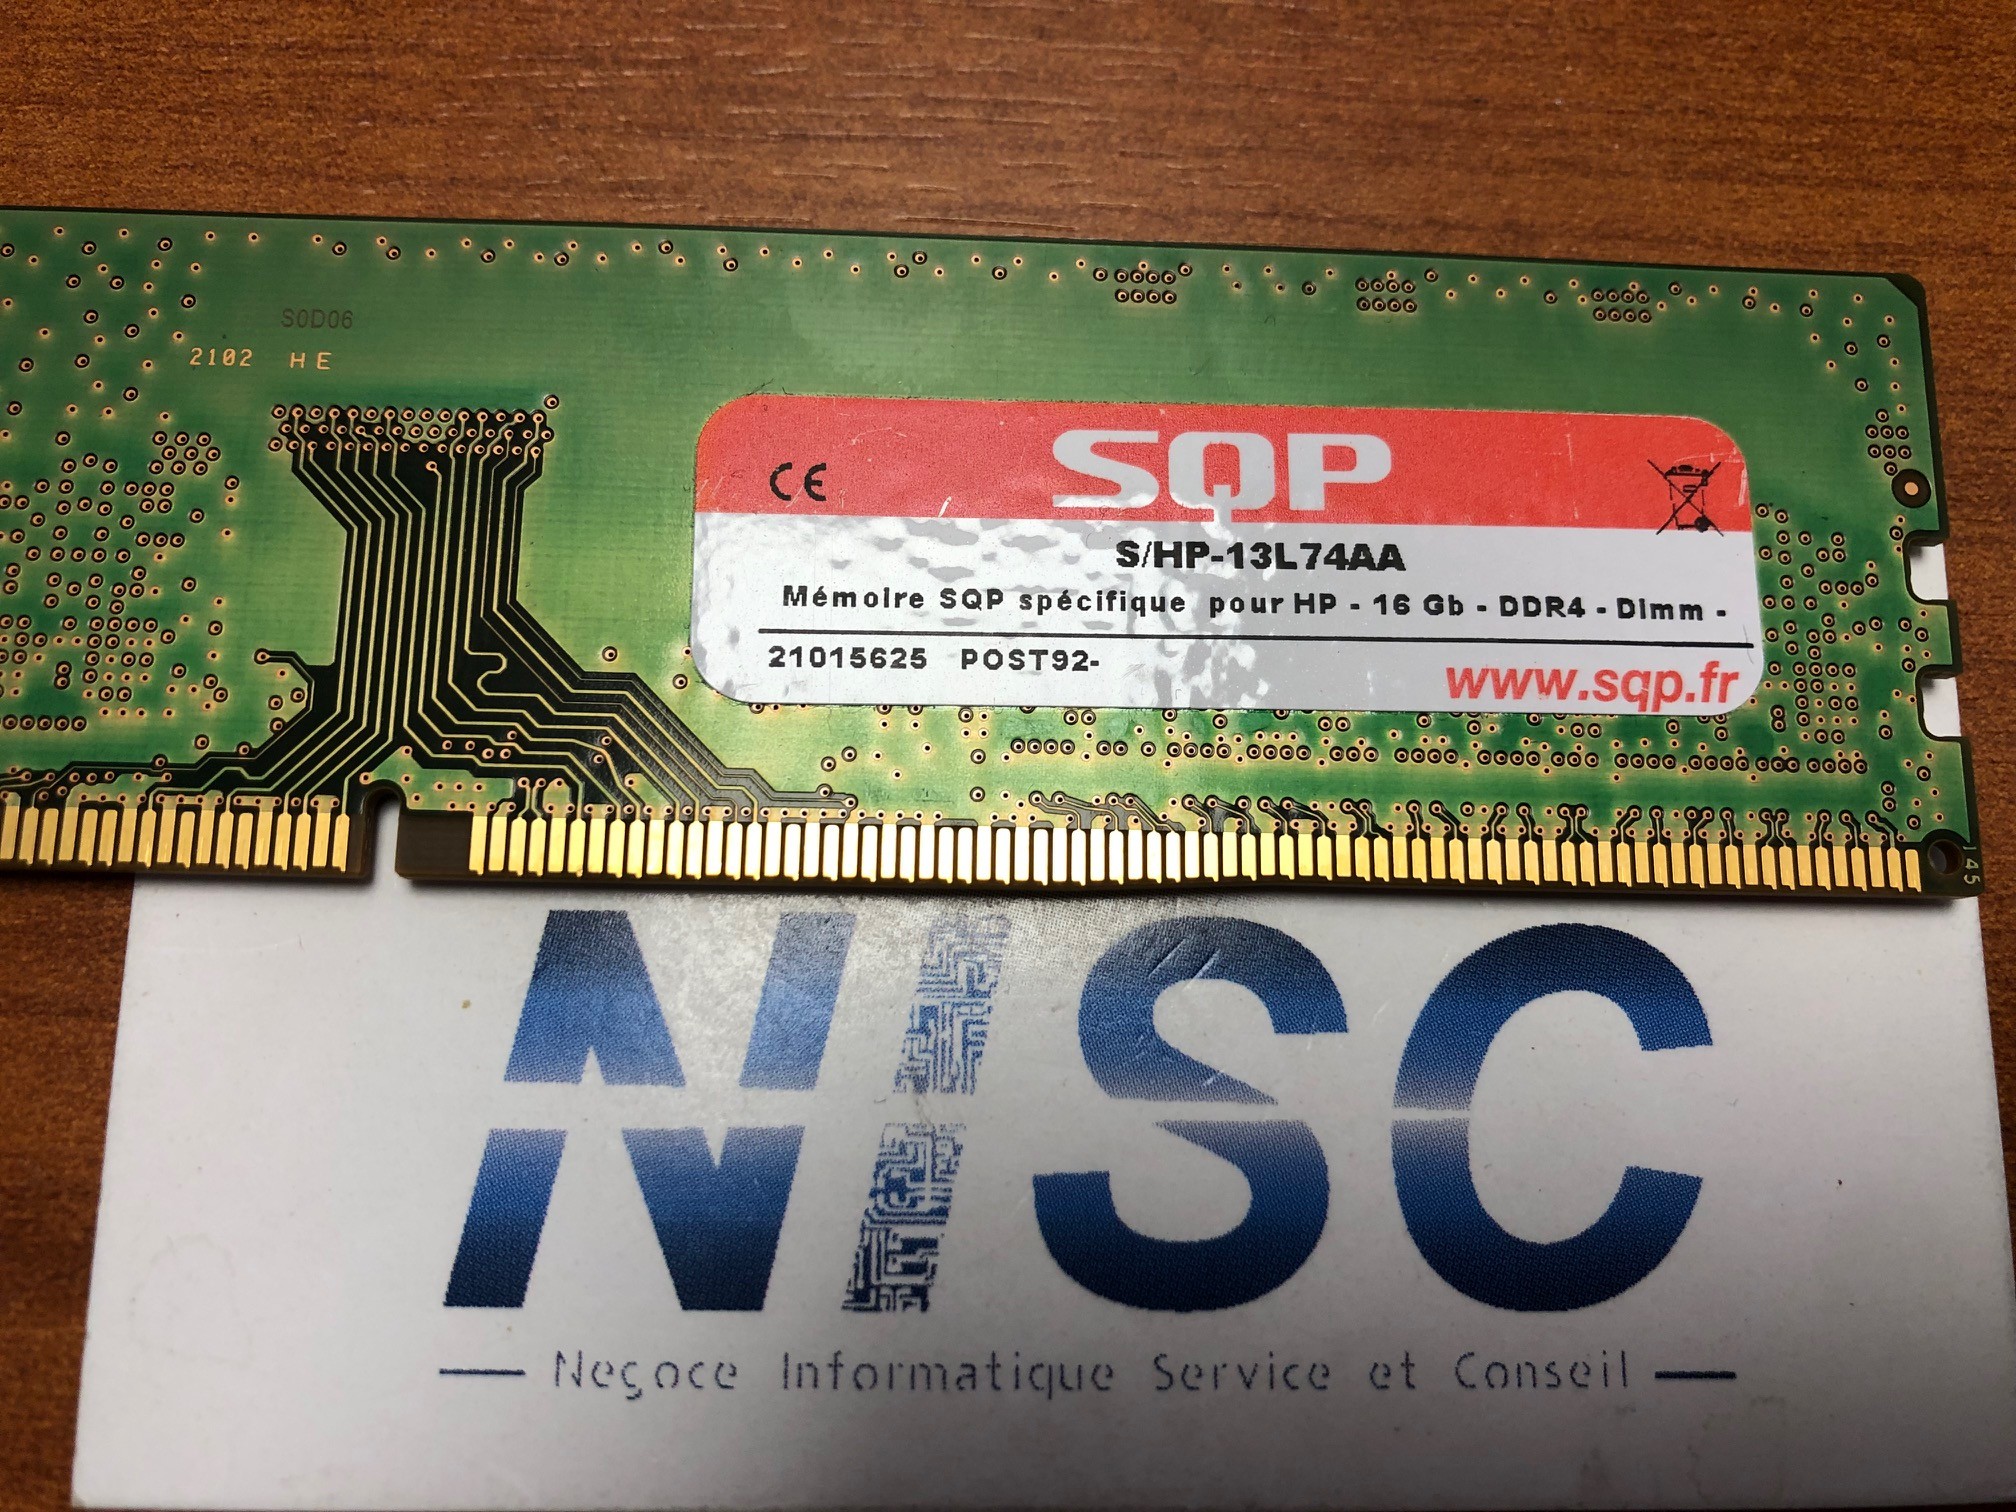 S0D06
2102 HE
CE
SQP
S/HP-13L74AA
Mémoire SQP spécifique pour HP - 16 Gb - DDR4 - Dimm -
21015625 POST92-
www.sqp.fr
145
NISC
Negoce Informatique Service et Conseil